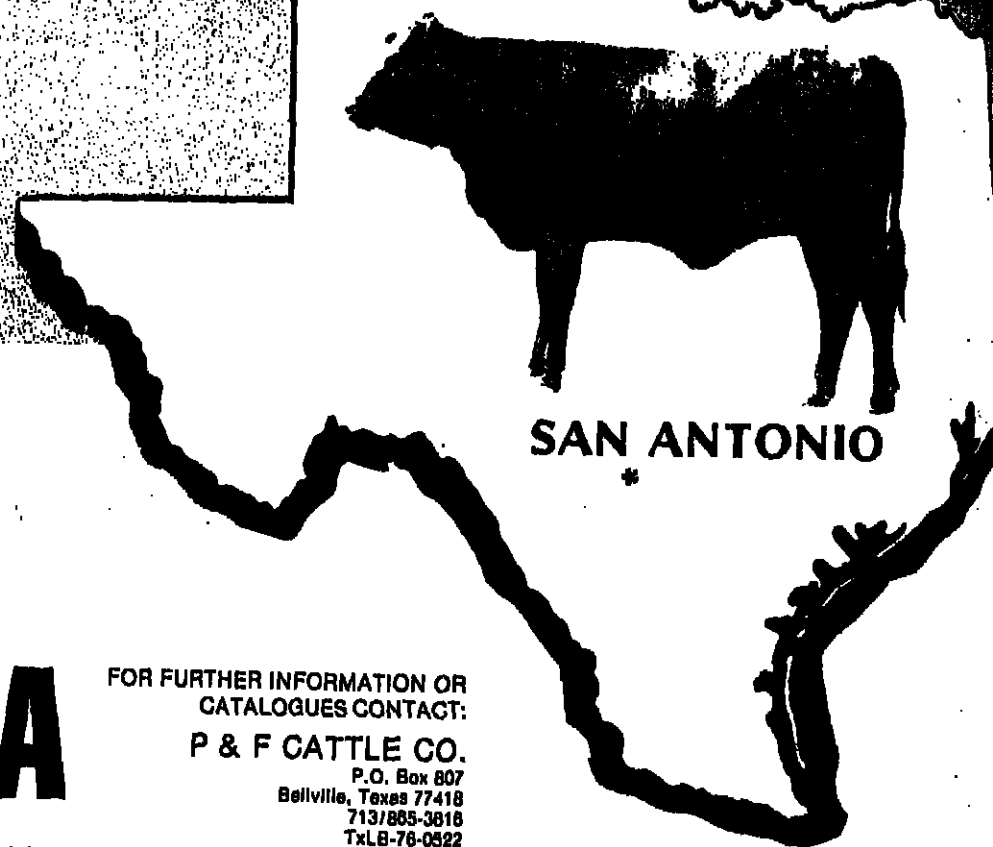 SAN ANTONIO
*
A
FOR FURTHER INFORMATION OR
CATALOGUES CONTACT:
P & F CATTLE CO.
P.O. Box 807
Bellville, Texas 77418
713/865-3618
TxLB-76-0522